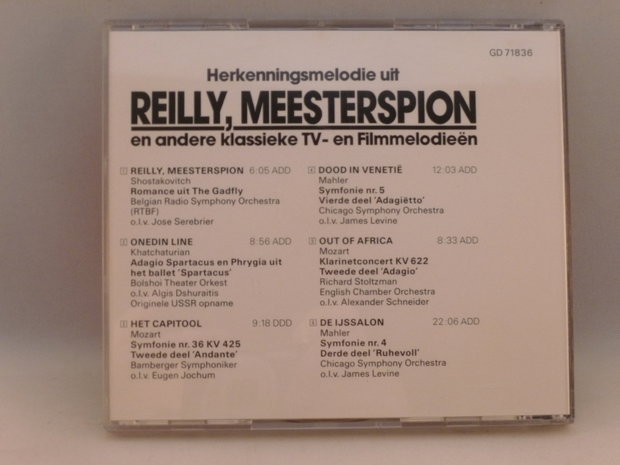 GD 71836
Herkenningsmelodie uit
REILLY, MEESTERSPION
en andere klassieke TV- en Filmmelodieën
1 REILLY, MEESTERSPION 6:05 ADD
Shostakovitch
Romance uit The Gadfly
Belgian Radio Symphony Orchestra
(RTBF)
o.l.v. Jose Serebrier
2 ONEDIN LINE 8:56 ADD
Khatchaturian
Adagio Spartacus en Phrygia uit
het ballet 'Spartacus'
Bolshoi Theater Orkest
o.l.v. Algis Dshuraitis
Originele USSR opname
3 HET CAPITOOL 9:18 DDD
Mozart
Symfonie nr. 36 KV 425
Tweede deel 'Andante'
Bamberger Symphoniker
o.l.v. Eugen Jochum
4 DOOD IN VENETIË 12:03 ADD
Mahler
Symfonie nr. 5
Vierde deel 'Adagiëtto'
Chicago Symphony Orchestra
o.l.v. James Levine
5 OUT OF AFRICA 8:33 ADD
Mozart
Klarinetconcert KV 622
Tweede deel 'Adagio'
Richard Stoltzman
English Chamber Orchestra
o.l.v. Alexander Schneider
6 DE IJSSALON 22:06 ADD
Mahler
Symfonie nr. 4
Derde deel 'Ruhevoll'
Chicago Symphony Orchestra
o.l.v. James Levine